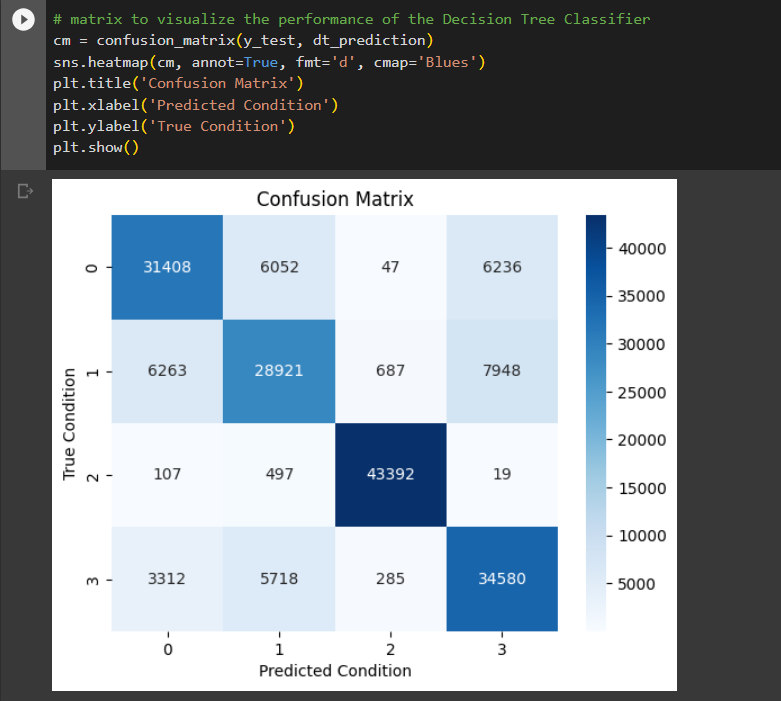 # matrix to visualize the performance of the Decision Tree Classifier
cm = confusion_matrix(y_test, dt_prediction)
sns.heatmap(cm, annot=True, fmt='d', cmap='Blues')
plt.title('Confusion Matrix')
plt.xlabel('Predicted Condition')
plt.ylabel('True Condition')
plt.show()
Confusion Matrix
True Condition
0 31408 6052 47 6236
1 6263 28921 687 7948
2 107 497 43392 19
3 3312 5718 285 34580
0 1 2 3
Predicted Condition
40000
35000
30000
25000
20000
15000
10000
5000